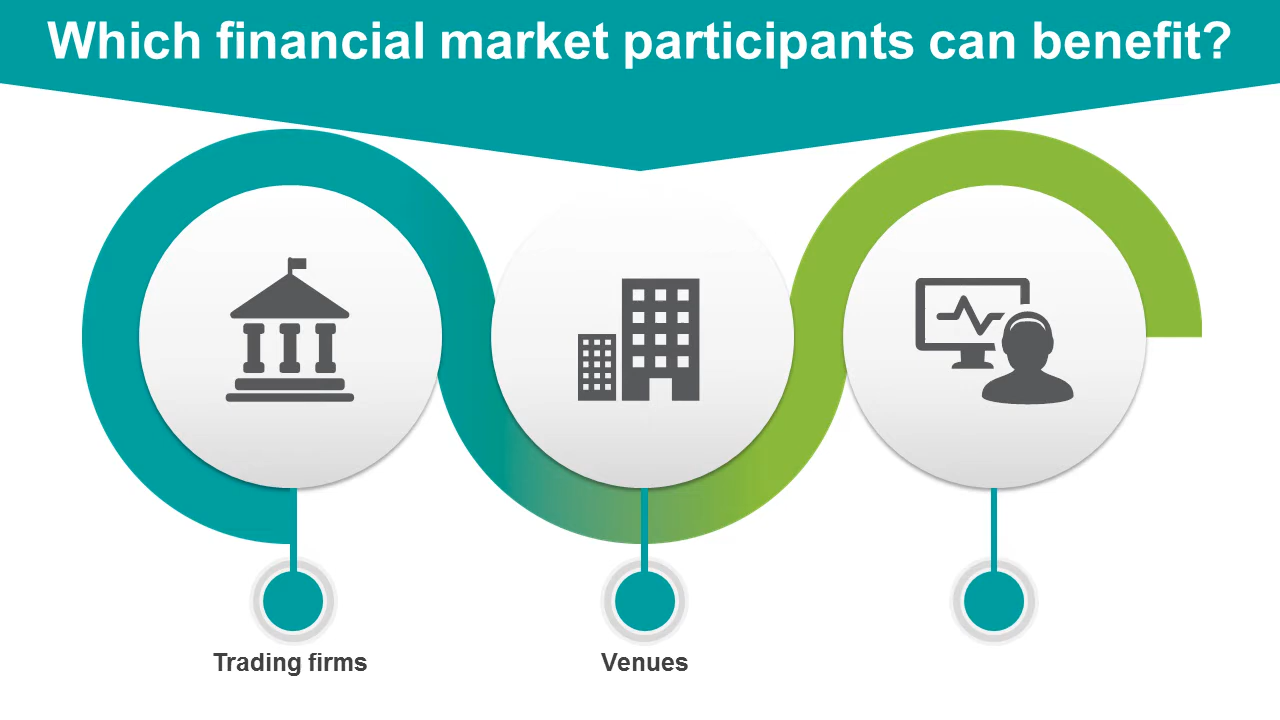 Which financial market participants can benefit?
Trading firms
Venues